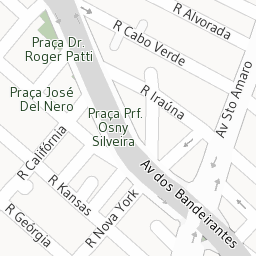 R Alvorada
R Cabo Verde
Praça Dr.
Roger Patti
Praça José
Del Nero
R Iraúna
Praça Prf.
Osny
Silveira
Av Sto Amaro
R Califórnia
Av dos Bandeirantes
R Kansas
R Nova York
R Geórgia